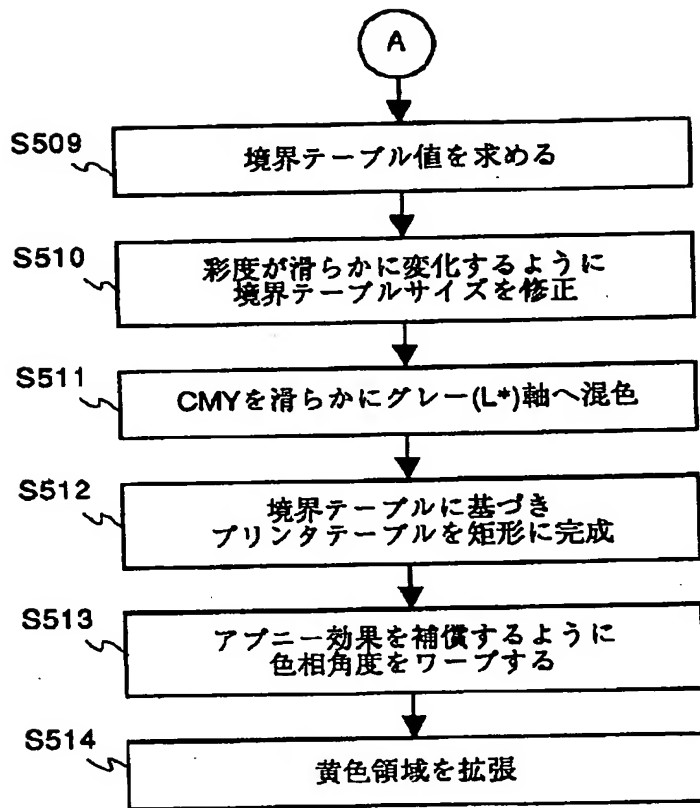 A
S509
境界テーブル値を求める
S510
彩度が滑らかに変化するように
境界テーブルサイズを修正
S511
CMYを滑らかにグレー(L*)軸へ混色
S512
境界テーブルに基づき
プリンタテーブルを矩形に完成
S513
アブニー効果を補償するように
色相角度をワープする
S514
黄色領域を拡張